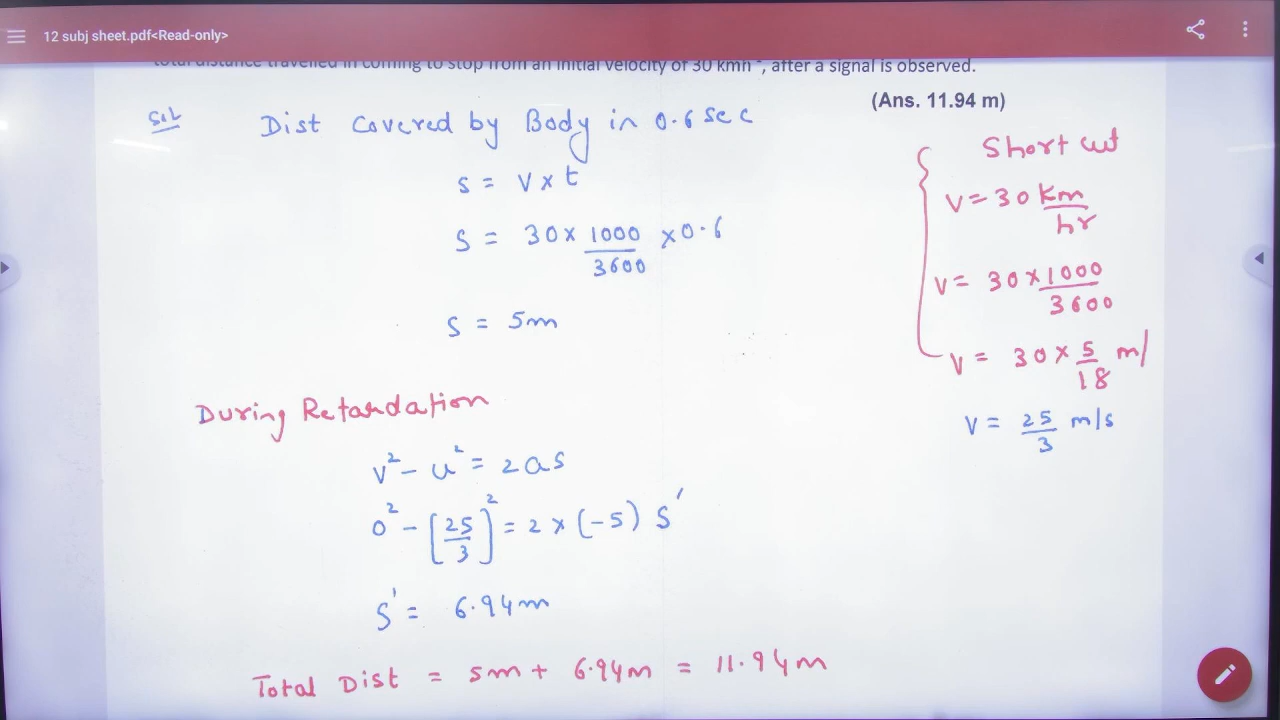 12 subj sheet.pdf<Read-only>
total distance travelled in coming to stop from an initial velocity of 30 kmh⁻¹, after a signal is observed.
(Ans. 11.94 m)
Sol Dist Covered by Body in 0.6 sec
S = V × t
S = 30 × 1000/3600 × 0.6
S = 5m
During Retardation
V² - u² = 2as
0² - [25/3]² = 2 × (-5) S'
S' = 6.94m
Total Dist = 5m + 6.94m = 11.94m
Short cut
V = 30 Km/hr
V = 30 × 1000/3600
V = 30 × 5/18 m/
V = 25/3 m/s